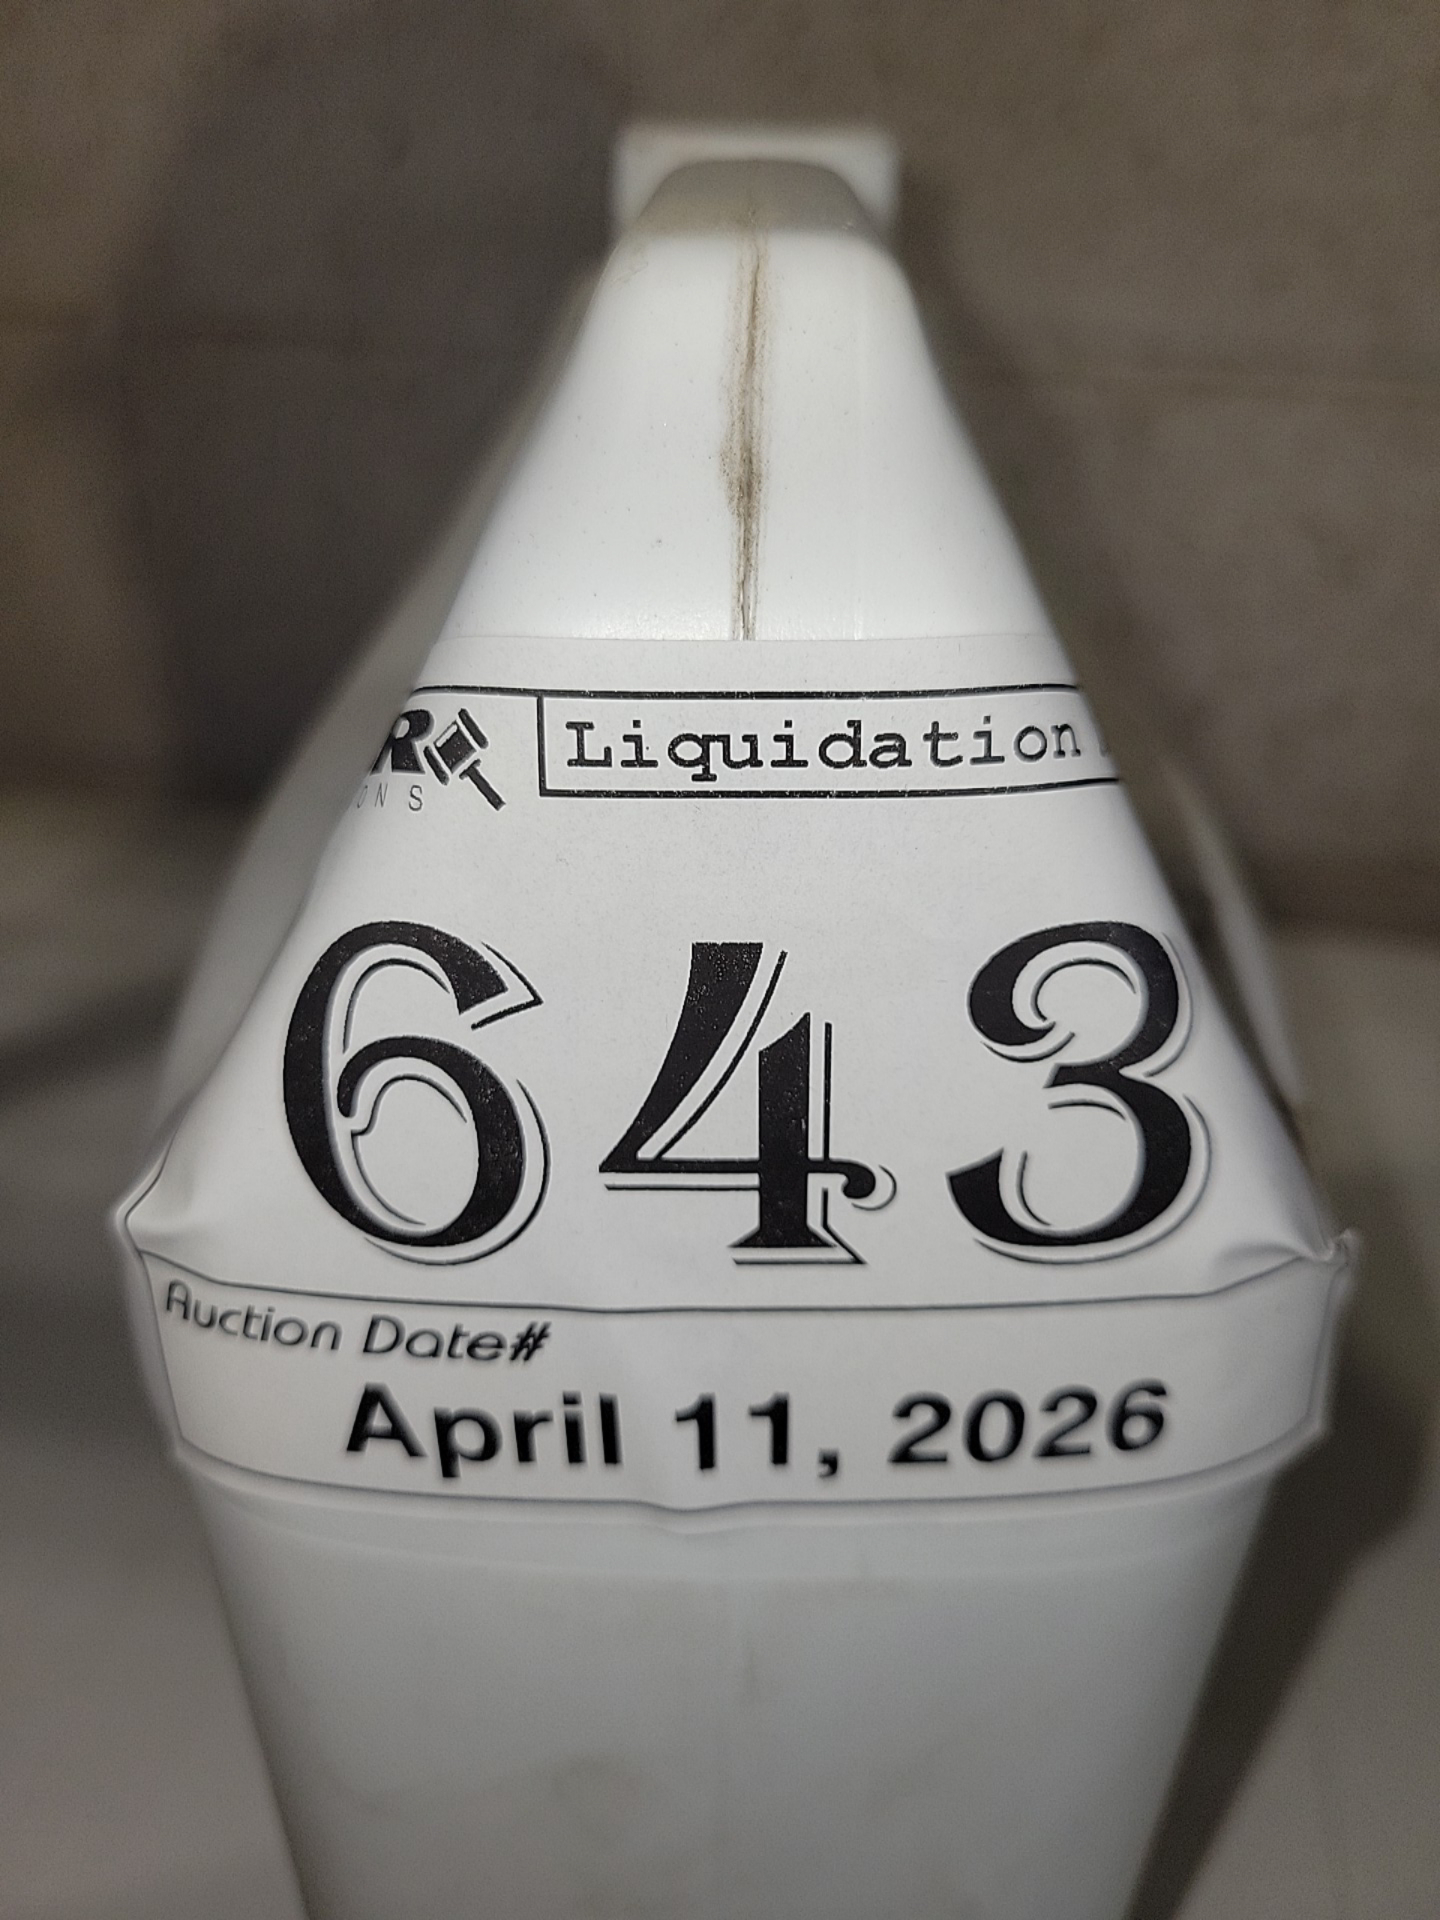 Liquidation
643
Auction Date#
April 11, 2026